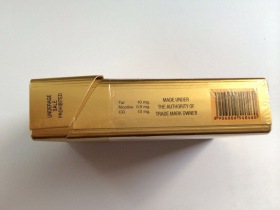 UNDERAGE
SALE
PROHIBITED
Tar 10 mg.
Nicotine 0.9 mg.
CO 10 mg.
MADE UNDER
THE AUTHORITY OF
TRADE MARK OWNER